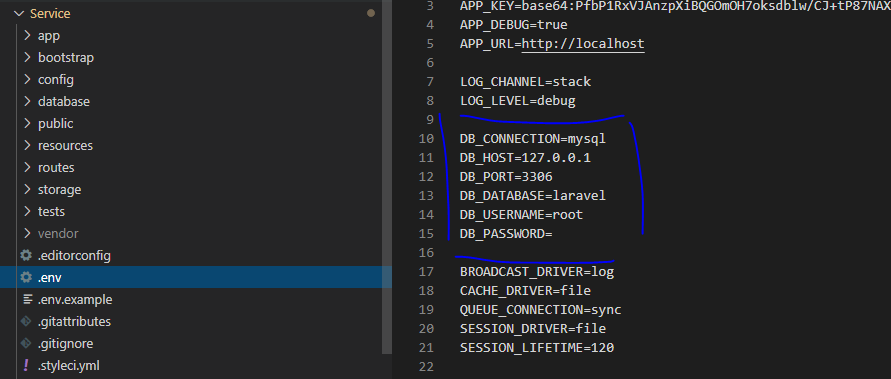 Service
app
bootstrap
config
database
public
resources
routes
storage
tests
vendor
.editorconfig
.env
.env.example
.gitattributes
.gitignore
.styleci.yml
3 APP_KEY=base64:PfbP1RxVJAnzpXiBQGOmOH7oksdblw/CJ+tP87NAX
4 APP_DEBUG=true
5 APP_URL=http://localhost
6
7 LOG_CHANNEL=stack
8 LOG_LEVEL=debug
9
10 DB_CONNECTION=mysql
11 DB_HOST=127.0.0.1
12 DB_PORT=3306
13 DB_DATABASE=laravel
14 DB_USERNAME=root
15 DB_PASSWORD=
16
17 BROADCAST_DRIVER=log
18 CACHE_DRIVER=file
19 QUEUE_CONNECTION=sync
20 SESSION_DRIVER=file
21 SESSION_LIFETIME=120
22